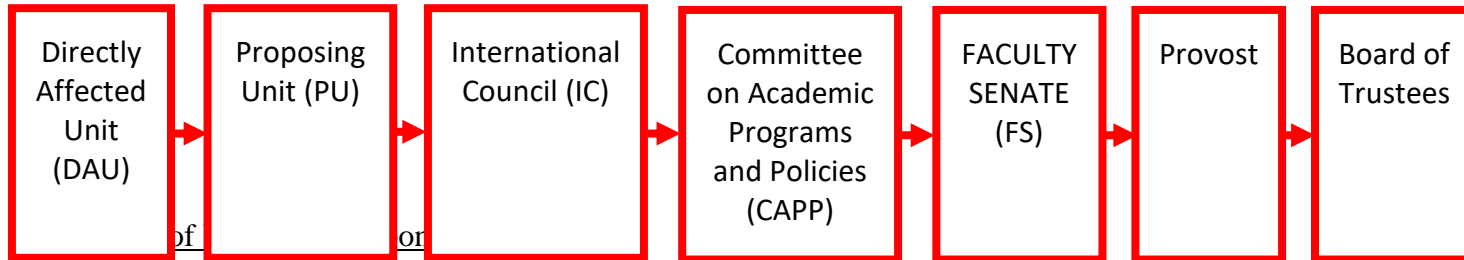 Directly
Affected
Unit
(DAU)
Proposing
Unit (PU)
International
Council (IC)
Committee
on Academic
Programs
and Policies
(CAPP)
FACULTY
SENATE
(FS)
Provost
Board of
Trustees
of